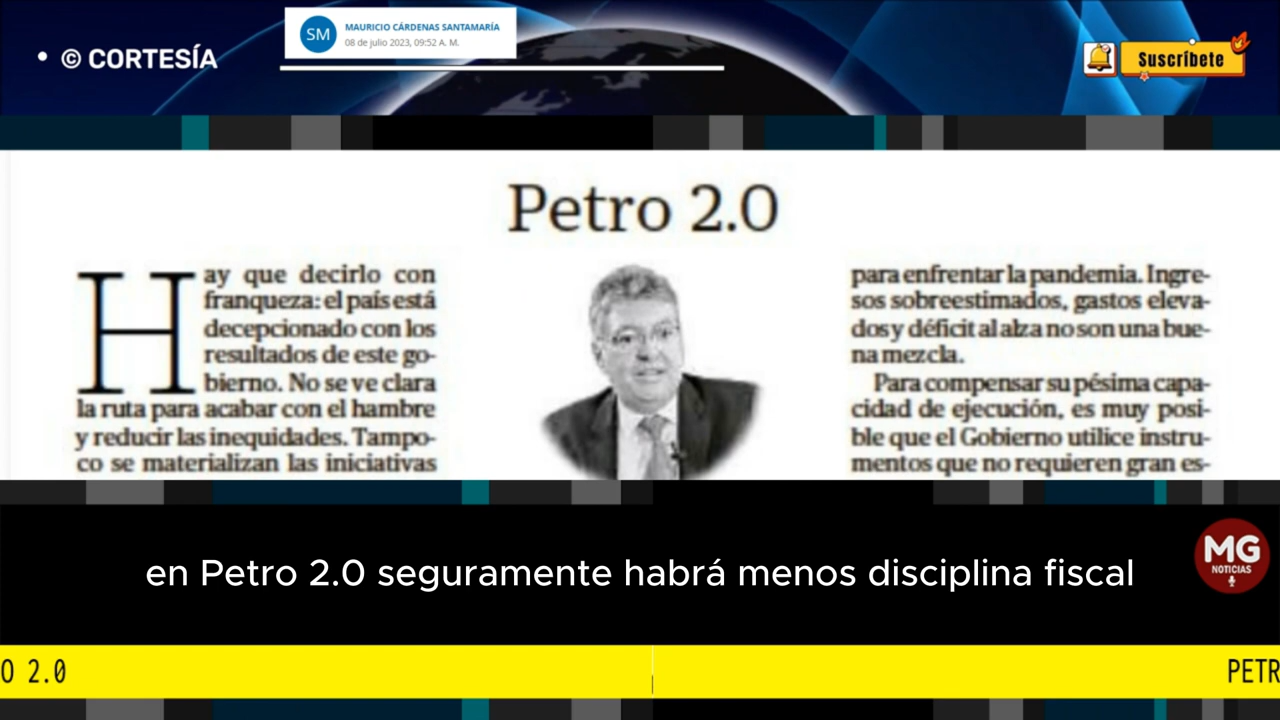 • © CORTESÍA
SM
MAURICIO CÁRDENAS SANTAMARÍA
08 de julio 2023, 09:52 A. M.
Suscríbete
Petro 2.0
Hay que decirlo con
franqueza: el país está
decepcionado con los
resultados de este go-
bierno. No se ve clara
la ruta para acabar con el hambre
y reducir las inequidades. Tampo-
co se materializan las iniciativas
para enfrentar la pandemia. Ingre-
sos sobreestimados, gastos eleva-
dos y déficit al alza no son una bue-
na mezcla.
Para compensar su pésima capa-
cidad de ejecución, es muy posi-
ble que el Gobierno utilice instru-
mentos que no requieren gran es-
en Petro 2.0 seguramente habrá menos disciplina fiscal
MG
NOTICIAS
O 2.0
PETR